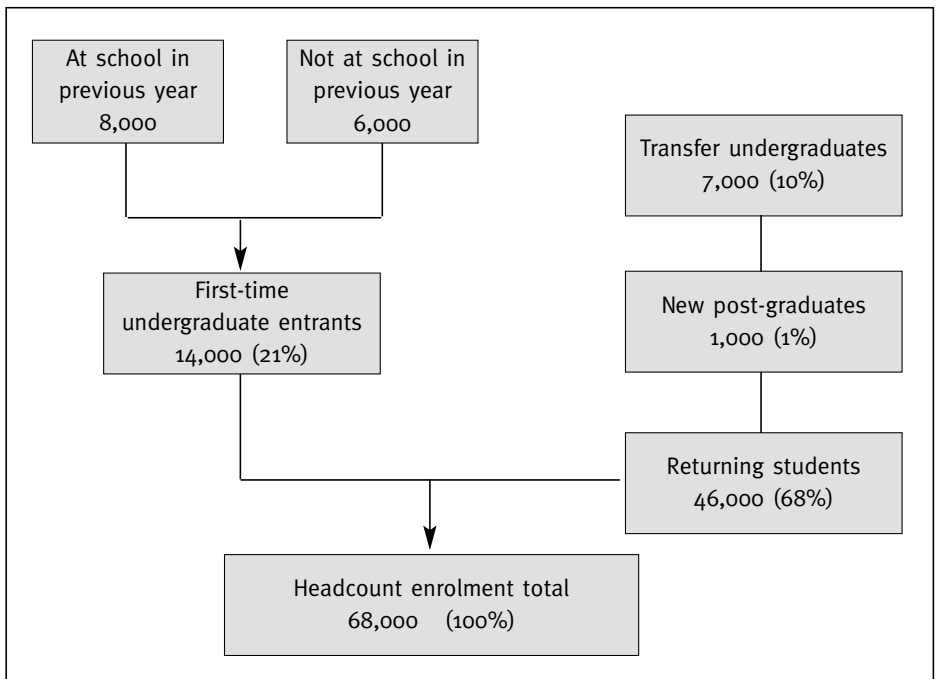 At school in
previous year
8,000
Not at school in
previous year
6,000
Transfer undergraduates
7,000 (10%)
First-time
undergraduate entrants
14,000 (21%)
New post-graduates
1,000 (1%)
Returning students
46,000 (68%)
Headcount enrolment total
68,000 (100%)